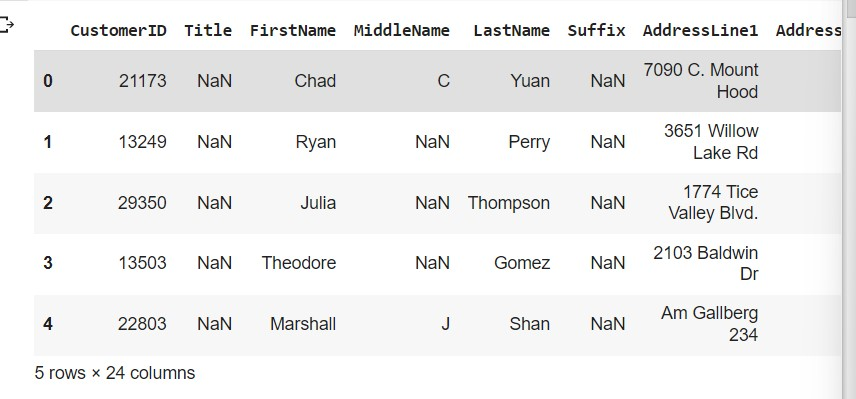 CustomerID Title FirstName MiddleName LastName Suffix AddressLine1 Address
0 21173 NaN Chad C Yuan NaN 7090 C. Mount
Hood
1 13249 NaN Ryan NaN Perry NaN 3651 Willow
Lake Rd
2 29350 NaN Julia NaN Thompson NaN 1774 Tice
Valley Blvd.
3 13503 NaN Theodore NaN Gomez NaN 2103 Baldwin
Dr
4 22803 NaN Marshall J Shan NaN Am Gallberg
234
5 rows × 24 columns